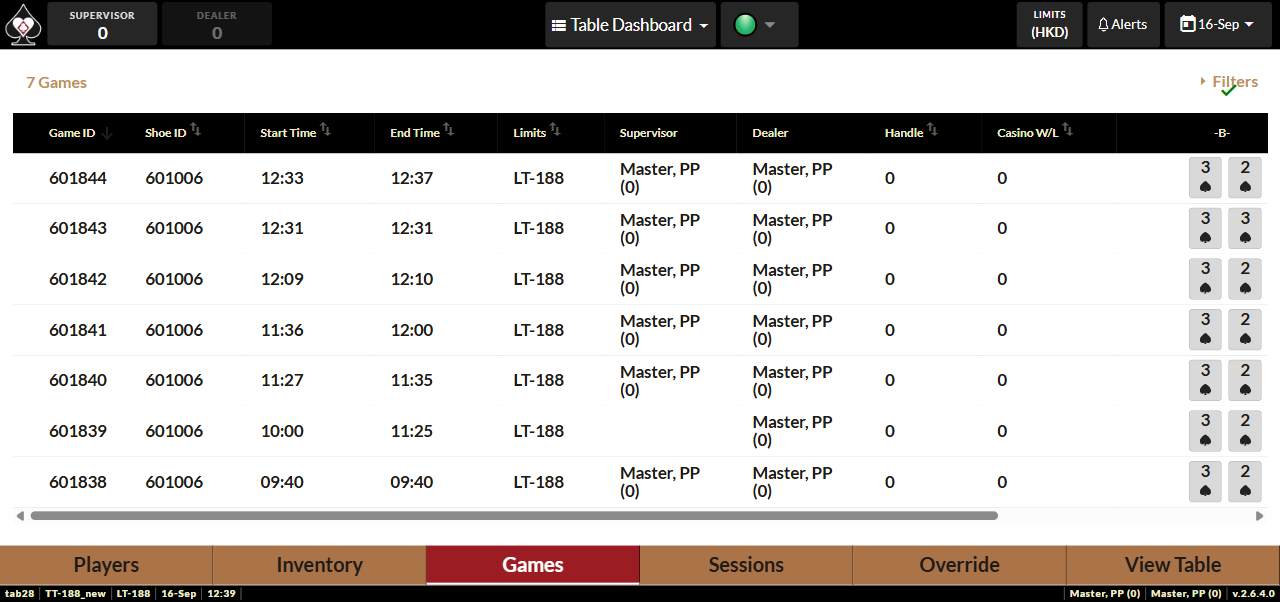 SUPERVISOR
0
DEALER
0
Table Dashboard
LIMITS
(HKD)
Alerts
16-Sep
7 Games
Filters
Game ID Shoe ID Start Time End Time Limits Supervisor Dealer Handle Casino W/L -B-
601844 601006 12:33 12:37 LT-188 Master, PP (0) Master, PP (0) 0 0 3♠ 2♠
601843 601006 12:31 12:31 LT-188 Master, PP (0) Master, PP (0) 0 0 3♠ 3♠
601842 601006 12:09 12:10 LT-188 Master, PP (0) Master, PP (0) 0 0 3♠ 2♠
601841 601006 11:36 12:00 LT-188 Master, PP (0) Master, PP (0) 0 0 3♠ 2♠
601840 601006 11:27 11:35 LT-188 Master, PP (0) Master, PP (0) 0 0 3♠ 2♠
601839 601006 10:00 11:25 LT-188 Master, PP (0) 0 0 3♠ 2♠
601838 601006 09:40 09:40 LT-188 Master, PP (0) Master, PP (0) 0 0 3♠ 2♠
Players Inventory Games Sessions Override View Table
tab28 TT-188_new LT-188 16-Sep 12:39 Master, PP (0) Master, PP (0) v.2.6.4.0